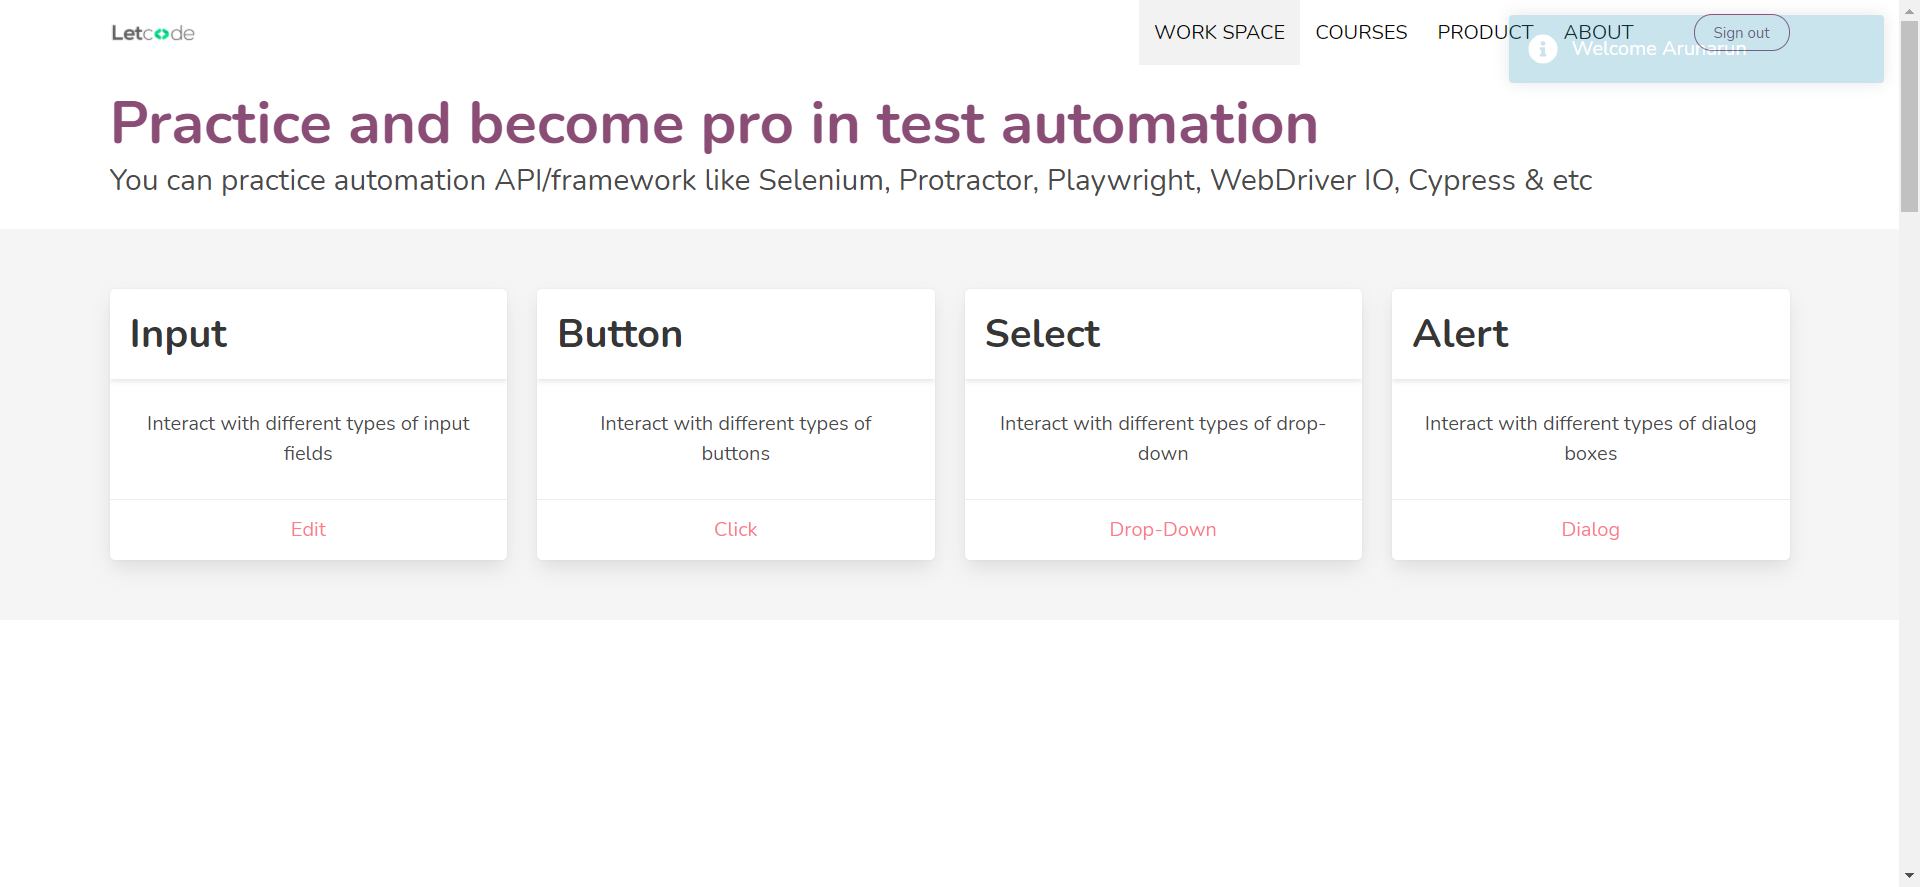 Letcode
WORK SPACE
COURSES
PRODUCT
ABOUT
Sign out
Welcome Arunarun
Practice and become pro in test automation
You can practice automation API/framework like Selenium, Protractor, Playwright, WebDriver IO, Cypress & etc
Input
Interact with different types of input
fields
Edit
Button
Interact with different types of
buttons
Click
Select
Interact with different types of drop-
down
Drop-Down
Alert
Interact with different types of dialog
boxes
Dialog